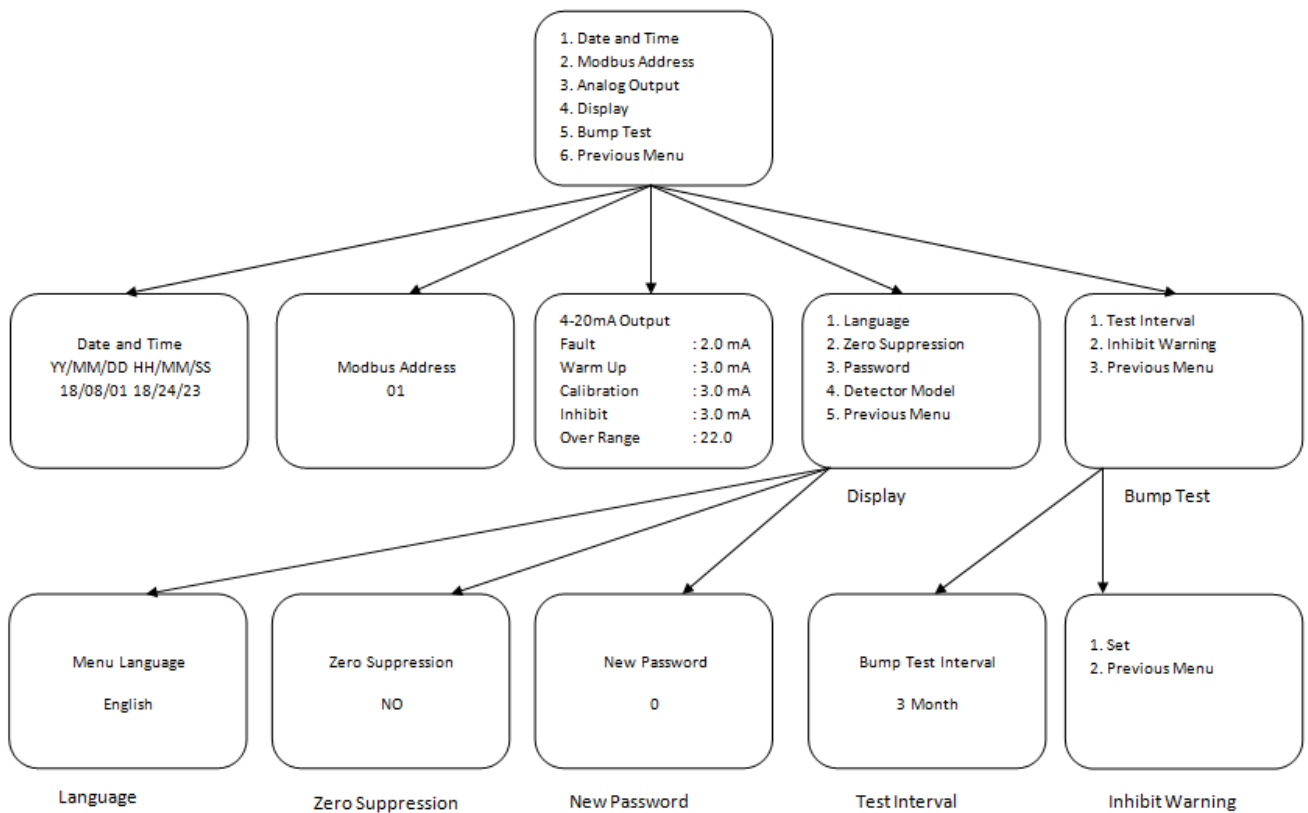 1. Date and Time
2. Modbus Address
3. Analog Output
4. Display
5. Bump Test
6. Previous Menu
Date and Time
YY/MM/DD HH/MM/SS
18/08/01 18/24/23
Modbus Address
01
4-20mA Output
Fault : 2.0 mA
Warm Up : 3.0 mA
Calibration : 3.0 mA
Inhibit : 3.0 mA
Over Range : 22.0
1. Language
2. Zero Suppression
3. Password
4. Detector Model
5. Previous Menu
Display
1. Test Interval
2. Inhibit Warning
3. Previous Menu
Bump Test
Menu Language
English
Language
Zero Suppression
NO
Zero Suppression
New Password
0
New Password
Bump Test Interval
3 Month
Test Interval
1. Set
2. Previous Menu
Inhibit Warning